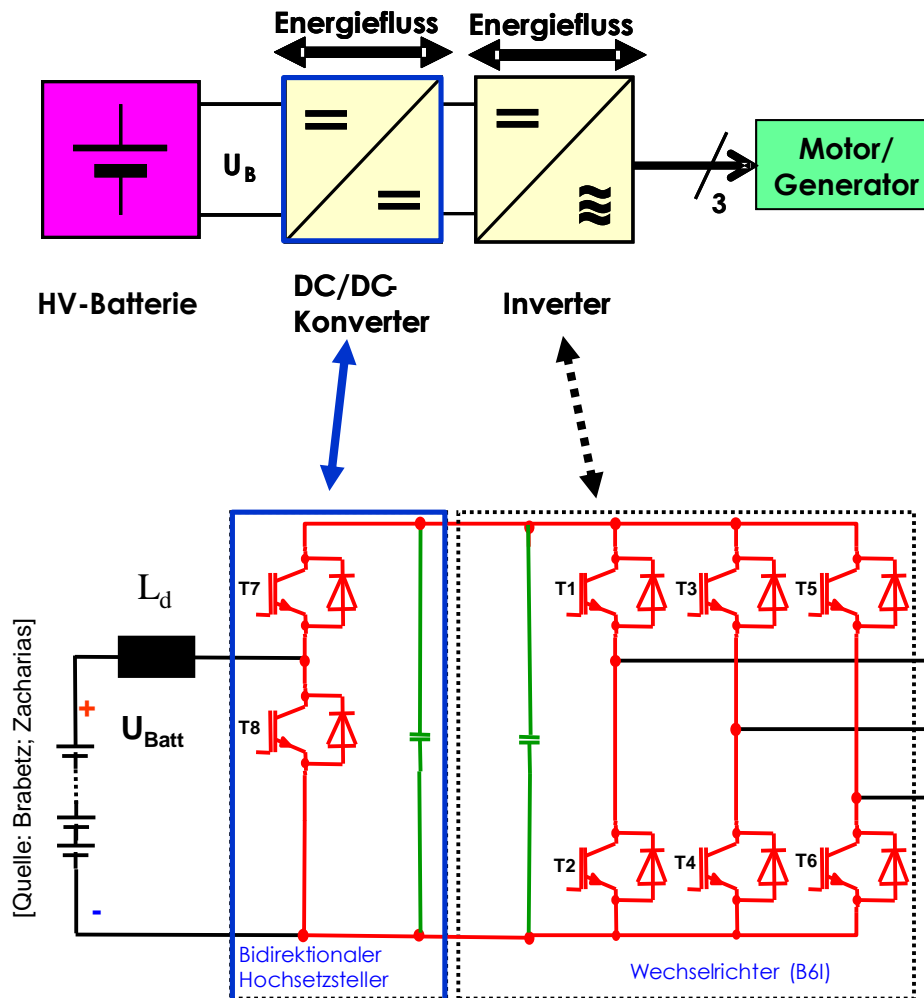 Energiefluss
Energiefluss
U_B
Motor/
Generator
3
HV-Batterie
DC/DC-
Konverter
Inverter
T7
T1
T3
T5
L_d
[Quelle: Brabetz; Zacharias]
+
U_Batt
T8
T2
T4
T6
-
Bidirektionaler
Hochsetzsteller
Wechselrichter (B6I)